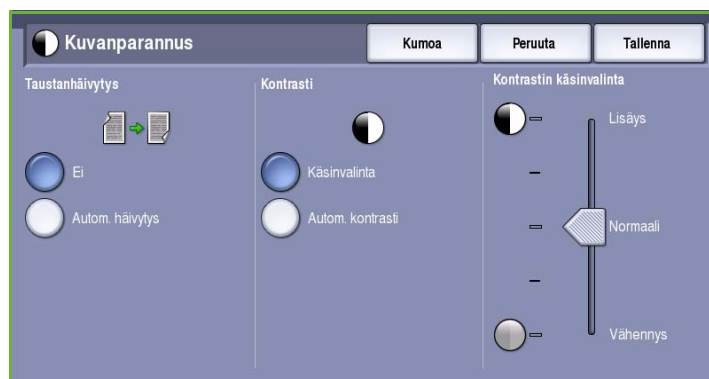 Kuvanparannus
Kumoa
Peruuta
Tallenna
Taustanhäivytys
Ei
Autom. häivytys
Kontrasti
Käsinvalinta
Autom. kontrasti
Kontrastin käsinvalinta
Lisäys
Normaali
Vähennys